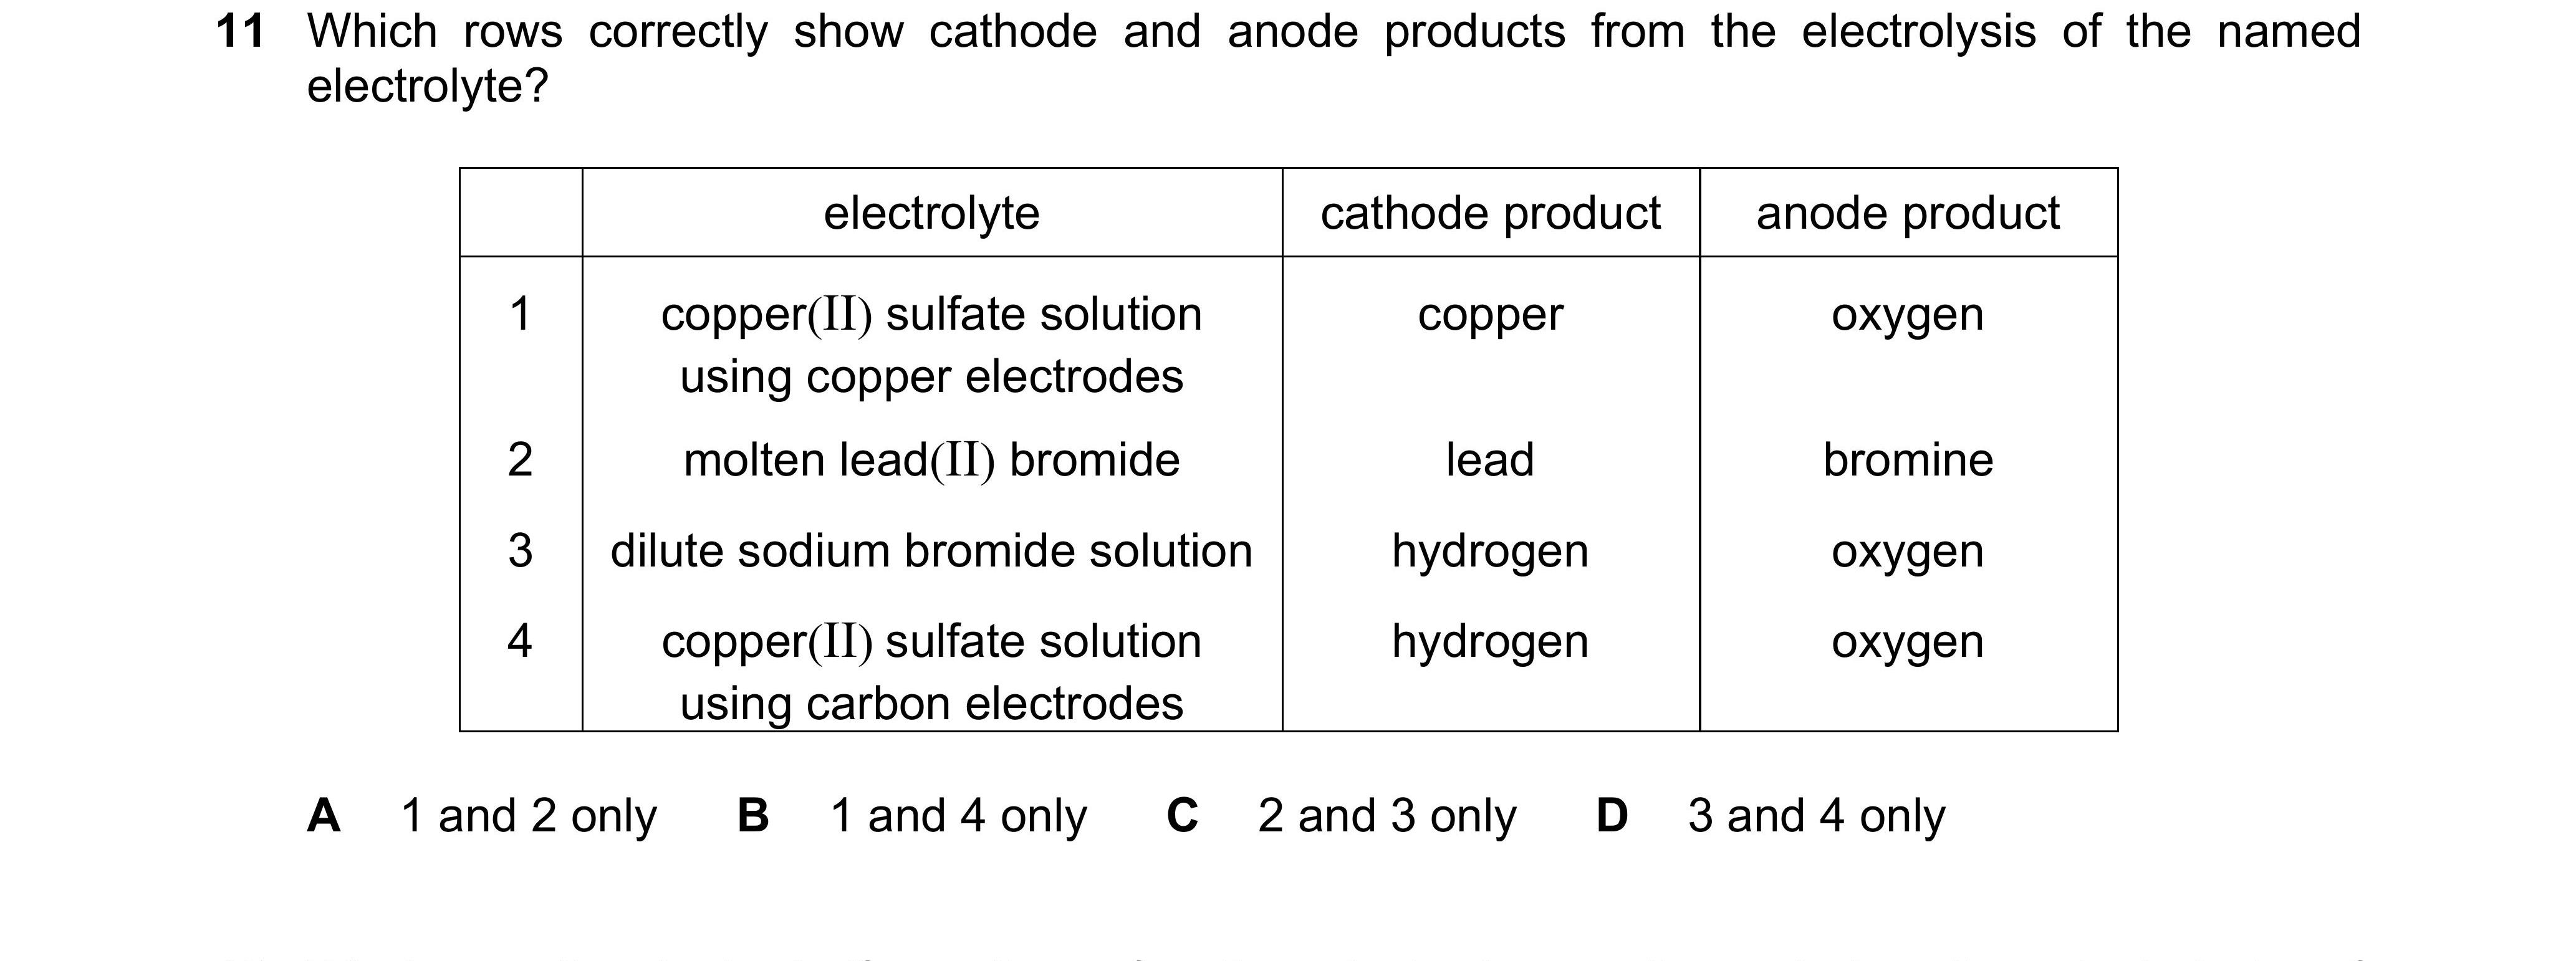 11 Which rows correctly show cathode and anode products from the electrolysis of the named
electrolyte?
electrolyte cathode product anode product
1 copper(II) sulfate solution copper oxygen
using copper electrodes
2 molten lead(II) bromide lead bromine
3 dilute sodium bromide solution hydrogen oxygen
4 copper(II) sulfate solution hydrogen oxygen
using carbon electrodes
A 1 and 2 only B 1 and 4 only C 2 and 3 only D 3 and 4 only